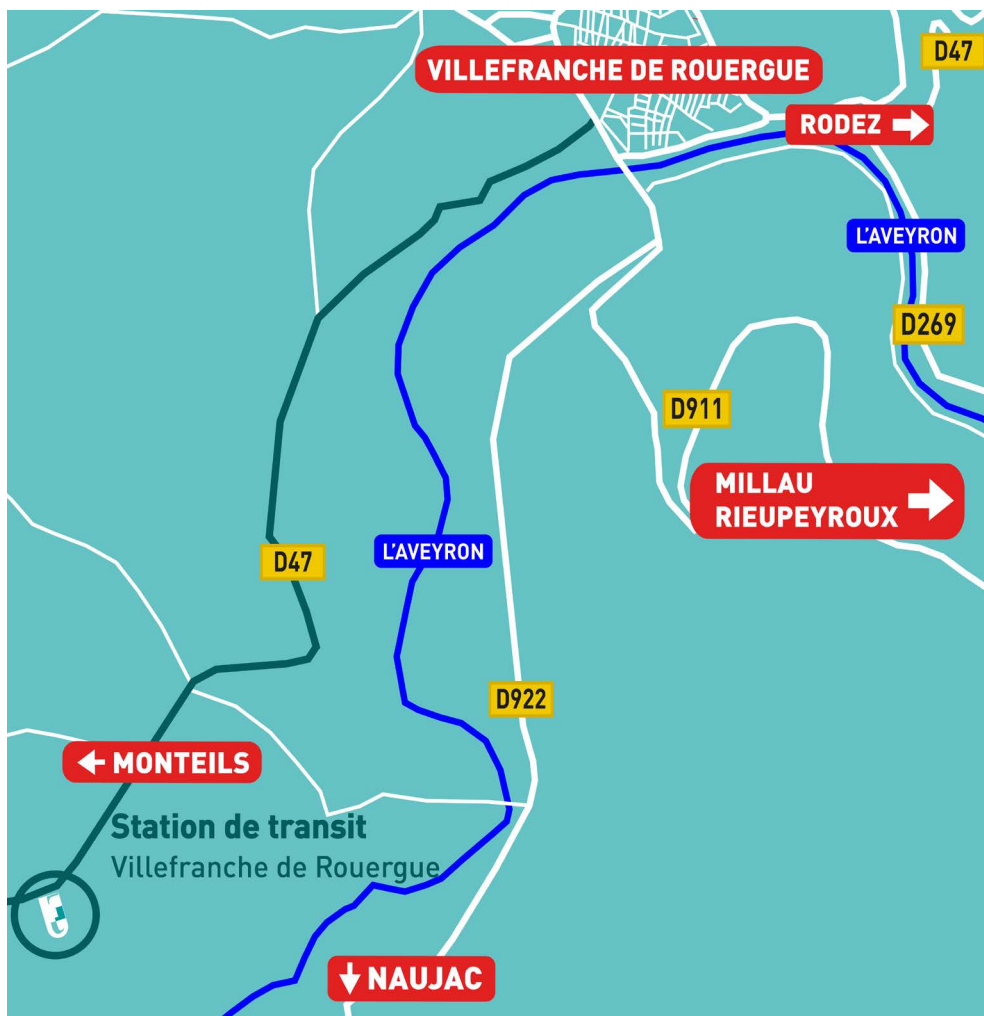 D47
VILLEFRANCHE DE ROUERGUE
RODEZ
L'AVEYRON
D269
D911
MILLAU
RIEUPEYROUX
L'AVEYRON
D47
D922
MONTEILS
Station de transit
Villefranche de Rouergue
NAUJAC